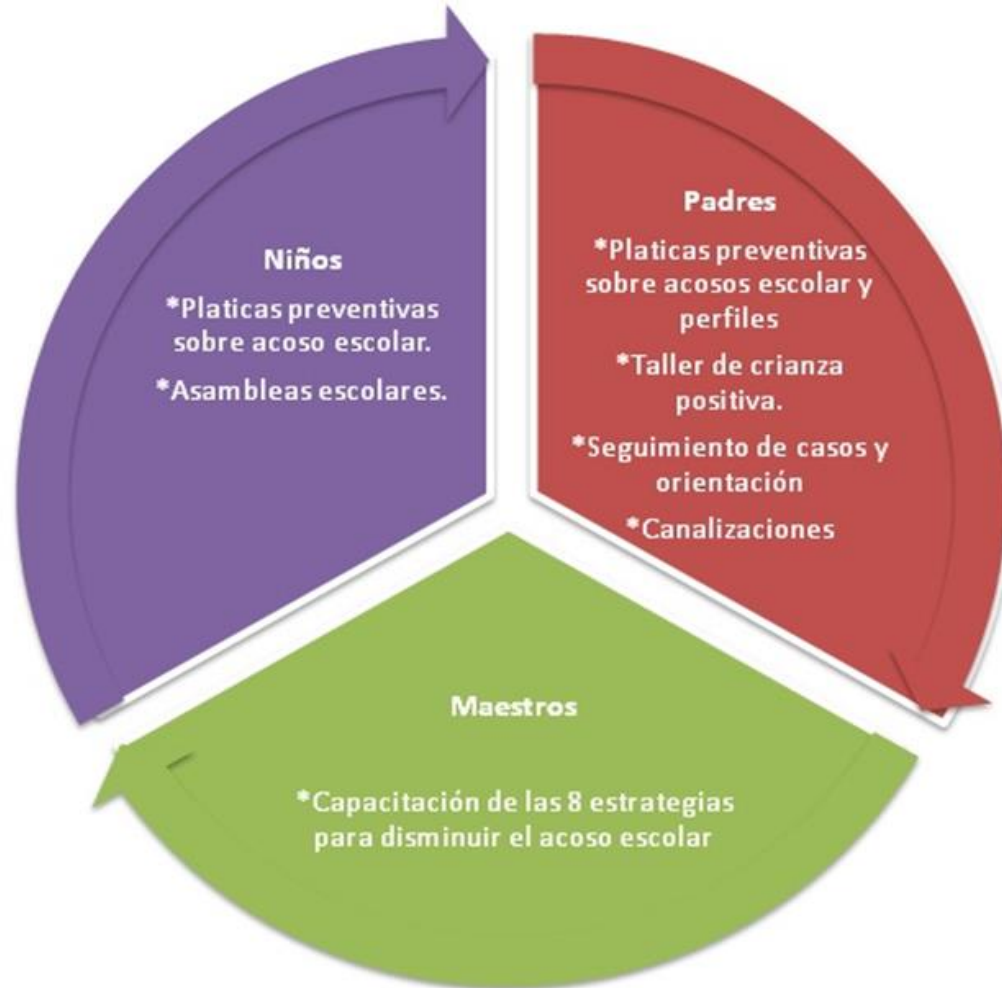 Niños
*Platicas preventivas
sobre acoso escolar.
*Asambleas escolares.
Padres
*Platicas preventivas
sobre acosos escolar y
perfiles
*Taller de crianza
positiva.
*Seguimiento de casos y
orientación
*Canalizaciones
Maestros
*Capacitación de las 8 estrategias
para disminuir el acoso escolar